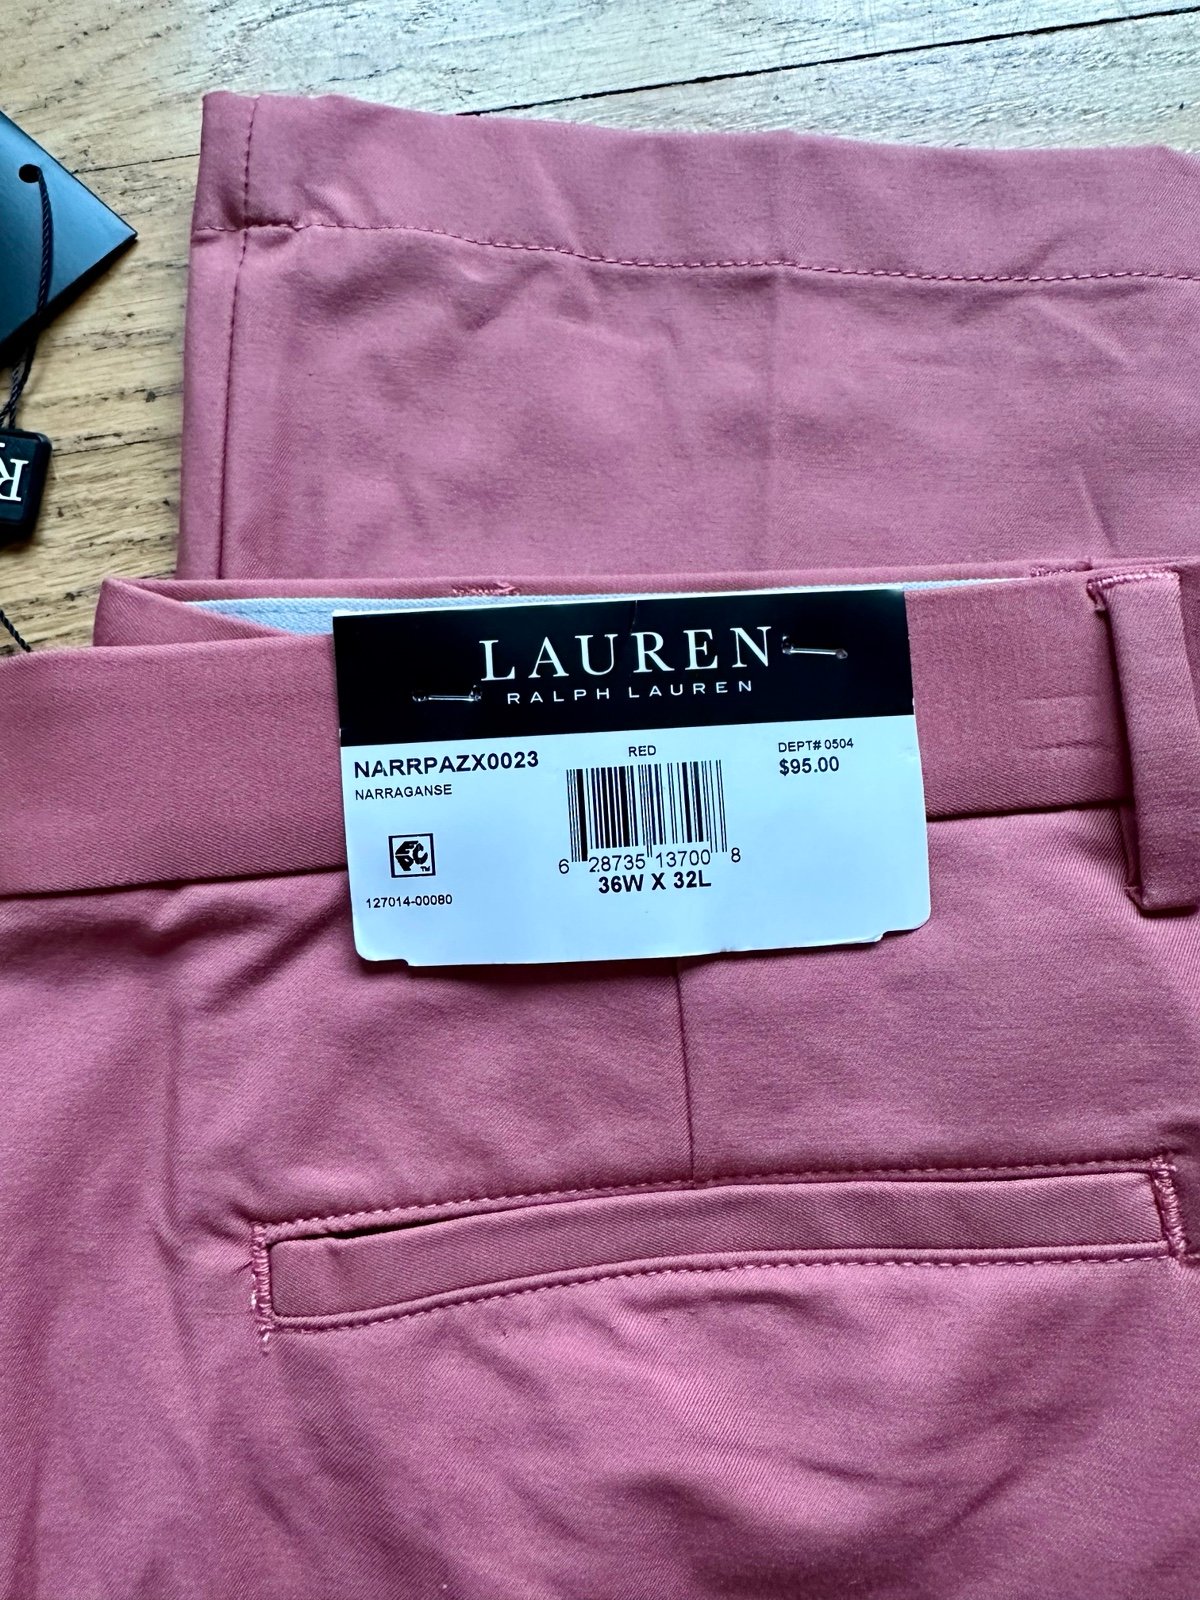 LAUREN
RALPH LAUREN
NARRPAZX0023
NARRAGANSE
RED
DEPT# 0504
$95.00
6 28735 13700 8
36W X 32L
127014-00080
R